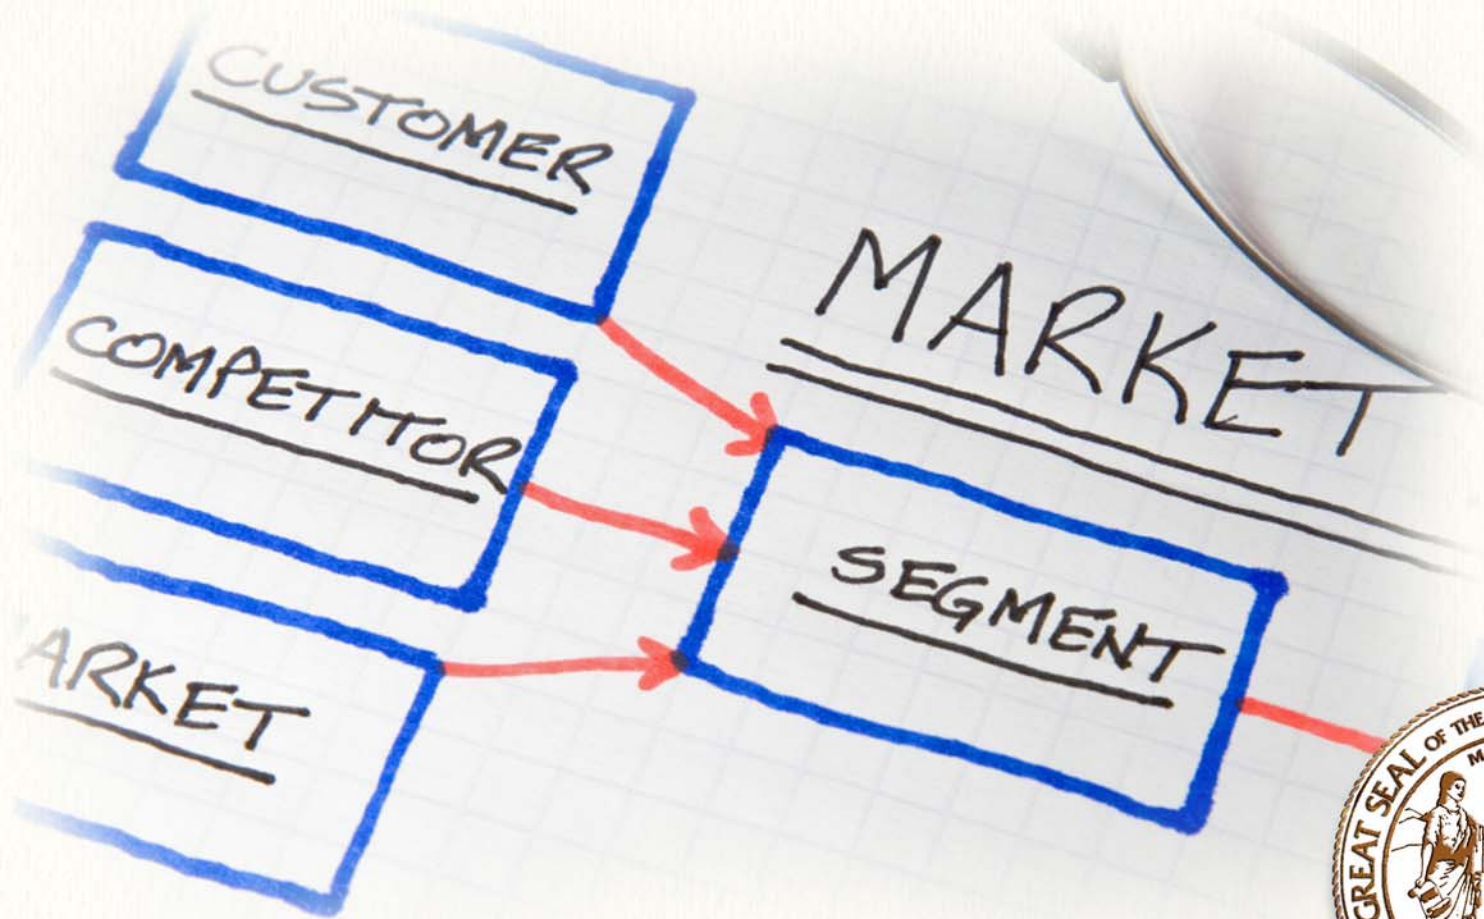 CUSTOMER
MARKET
COMPETITOR
SEGMENT
ARKET
GREAT SEAL OF THE